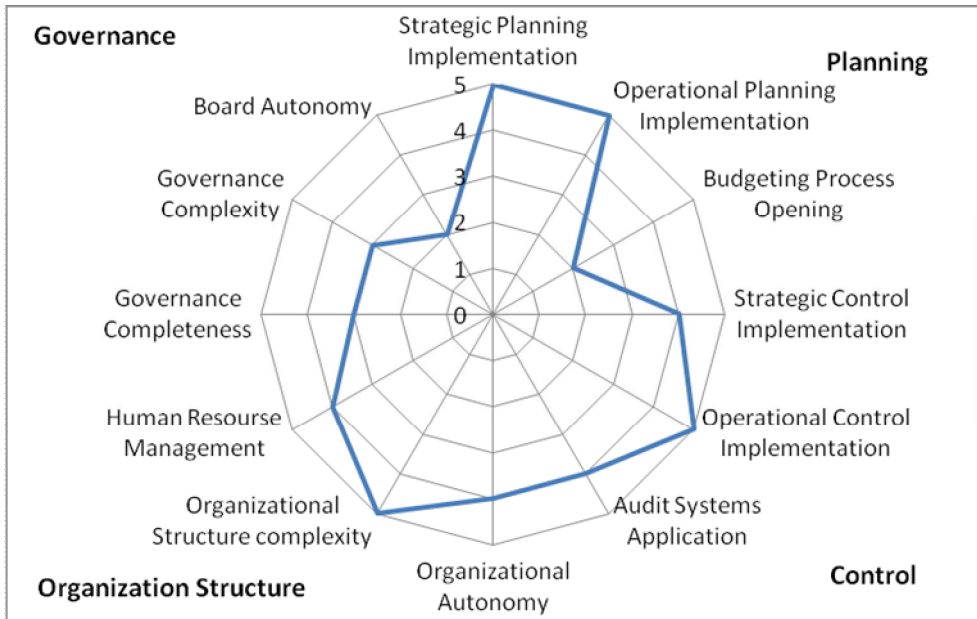 Governance
Strategic Planning
Implementation
Planning
Board Autonomy
Operational Planning
Implementation
Governance
Complexity
Budgeting Process
Opening
Governance
Completeness
Strategic Control
Implementation
Human Resourse
Management
Operational Control
Implementation
Organizational
Structure complexity
Audit Systems
Application
Organizational
Autonomy
Organization Structure
Control
5
4
3
2
1
0